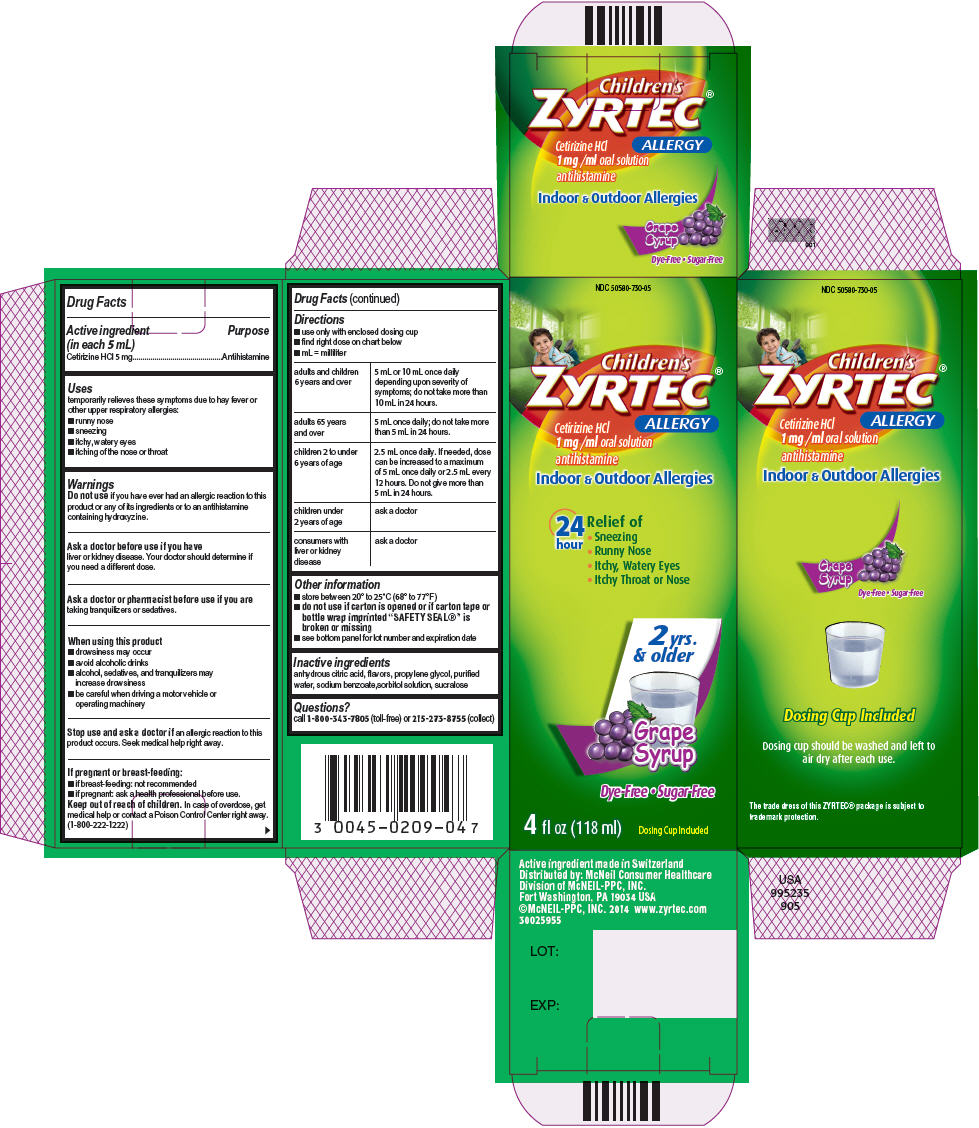 Children's
ZYRTEC®
ALLERGY
Cetirizine HCl
1 mg /ml oral solution
antihistamine
Indoor & Outdoor Allergies
Grape
Syrup
Dye-Free • Sugar-Free
Drug Facts
Active ingredient Purpose
(in each 5 mL)
Cetirizine HCl 5 mg..........................................Antihistamine
Uses
temporarily relieves these symptoms due to hay fever or
other upper respiratory allergies:
■ runny nose
■ sneezing
■ itchy, watery eyes
■ itching of the nose or throat
Warnings
Do not use if you have ever had an allergic reaction to this
product or any of its ingredients or to an antihistamine
containing hydroxyzine.
Ask a doctor before use if you have
liver or kidney disease. Your doctor should determine if
you need a different dose.
Ask a doctor or pharmacist before use if you are
taking tranquilizers or sedatives.
When using this product
■ drowsiness may occur
■ avoid alcoholic drinks
■ alcohol, sedatives, and tranquilizers may
increase drowsiness
■ be careful when driving a motor vehicle or
operating machinery
Stop use and ask a doctor if an allergic reaction to this
product occurs. Seek medical help right away.
If pregnant or breast-feeding:
■ if breast-feeding: not recommended
■ if pregnant: ask a health professional before use.
Keep out of reach of children. In case of overdose, get
medical help or contact a Poison Control Center right away.
(1-800-222-1222)
Drug Facts (continued)
Directions
■ use only with enclosed dosing cup
■ find right dose on chart below
■ mL = milliliter
adults and children 5 mL or 10 mL once daily
6 years and over depending upon severity of
symptoms; do not take more than
10 mL in 24 hours.
adults 65 years 5 mL once daily; do not take more
and over than 5 mL in 24 hours.
children 2 to under 2.5 mL once daily. If needed, dose
6 years of age can be increased to a maximum
of 5 mL once daily or 2.5 mL every
12 hours. Do not give more than
5 mL in 24 hours.
children under ask a doctor
2 years of age
consumers with ask a doctor
liver or kidney
disease
Other information
■ store between 20° to 25°C (68° to 77°F)
■ do not use if carton is opened or if carton tape or
bottle wrap imprinted "SAFETY SEAL®" is
broken or missing
■ see bottom panel for lot number and expiration date
Inactive ingredients
anhydrous citric acid, flavors, propylene glycol, purified
water, sodium benzoate,sorbitol solution, sucralose
Questions?
call 1-800-343-7805 (toll-free) or 215-273-8755 (collect)
3 0045-0209-04 7
NDC 50580-730-05
Children's
ZYRTEC®
ALLERGY
Cetirizine HCl
1 mg /ml oral solution
antihistamine
Indoor & Outdoor Allergies
24
hour
Relief of
• Sneezing
• Runny Nose
• Itchy, Watery Eyes
• Itchy Throat or Nose
2 yrs.
& older
Grape
Syrup
Dye-Free • Sugar-Free
4 fl oz (118 ml) Dosing Cup Included
Active ingredient made in Switzerland
Distributed by: McNeil Consumer Healthcare
Division of McNEIL-PPC, INC.
Fort Washington, PA 19034 USA
©McNEIL-PPC, INC. 2014 www.zyrtec.com
30025955
LOT:
EXP:
901
NDC 50580-730-05
Children's
ZYRTEC®
ALLERGY
Cetirizine HCl
1 mg /ml oral solution
antihistamine
Indoor & Outdoor Allergies
Grape
Syrup
Dye-Free • Sugar-Free
Dosing Cup Included
Dosing cup should be washed and left to
air dry after each use.
The trade dress of this ZYRTEC® package is subject to
trademark protection.
USA
995235
905